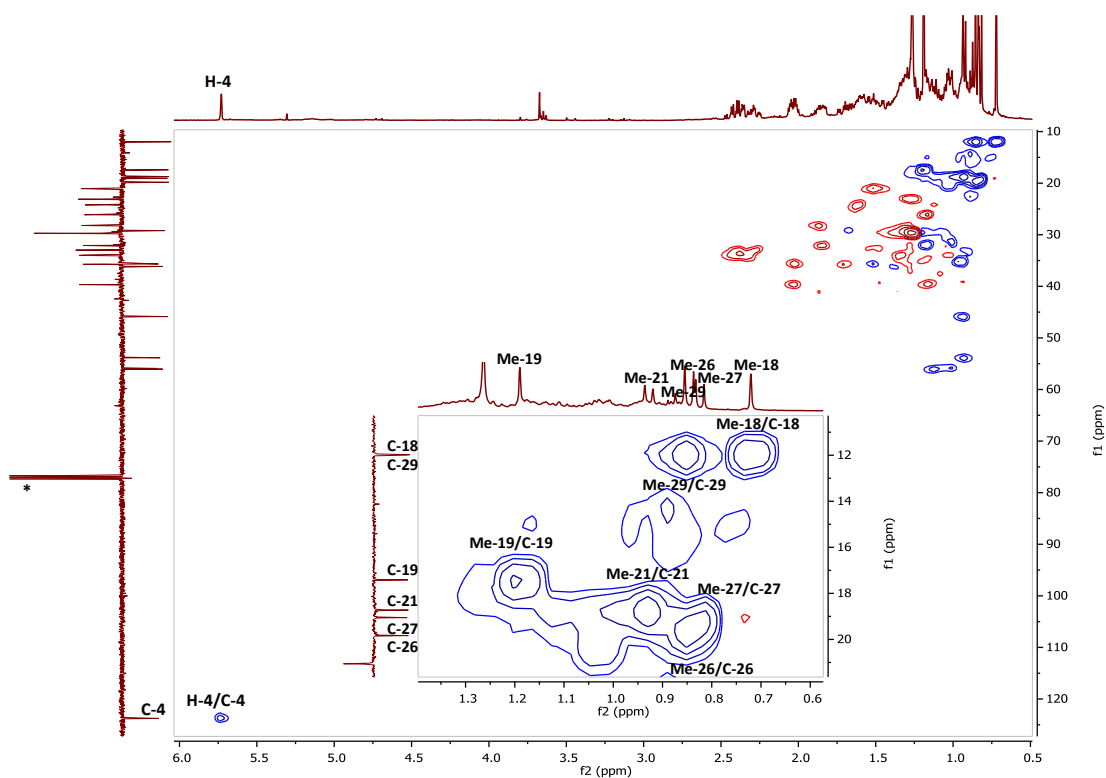 H-4
10
20
30
40
50
60
70
80
90
100
110
120
f1 (ppm)
*
C-4
H-4/C-4
Me-19
Me-21
Me-29
Me-26
Me-27
Me-18
C-18
C-29
C-19
C-21
C-27
C-26
Me-18/C-18
Me-29/C-29
Me-19/C-19
Me-21/C-21
Me-27/C-27
Me-26/C-26
12
14
16
18
20
f1 (ppm)
1.3 1.2 1.1 1.0 0.9 0.8 0.7 0.6
f2 (ppm)
6.0 5.5 5.0 4.5 4.0 3.5 3.0 2.5 2.0 1.5 1.0 0.5
f2 (ppm)